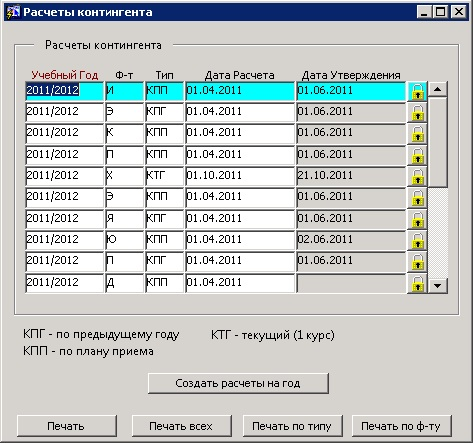 Расчеты контингента
Расчеты контингента
Учебный Год Ф-т Тип Дата Расчета Дата Утверждения
2011/2012 И КПП 01.04.2011 01.06.2011
2011/2012 Э КПГ 01.04.2011 01.06.2011
2011/2012 К КПП 01.04.2011 01.06.2011
2011/2012 П КПП 01.04.2011 01.06.2011
2011/2012 Х КТГ 01.10.2011 21.10.2011
2011/2012 Э КПП 01.04.2011 01.06.2011
2011/2012 Я КПГ 01.04.2011 01.06.2011
2011/2012 Ю КПП 01.04.2011 02.06.2011
2011/2012 П КПГ 01.04.2011 01.06.2011
2011/2012 Д КПП 01.04.2011
КПГ - по предыдущему году КТГ - текущий (1 курс)
КПП - по плану приема
Создать расчеты на год
Печать Печать всех Печать по типу Печать по ф-ту